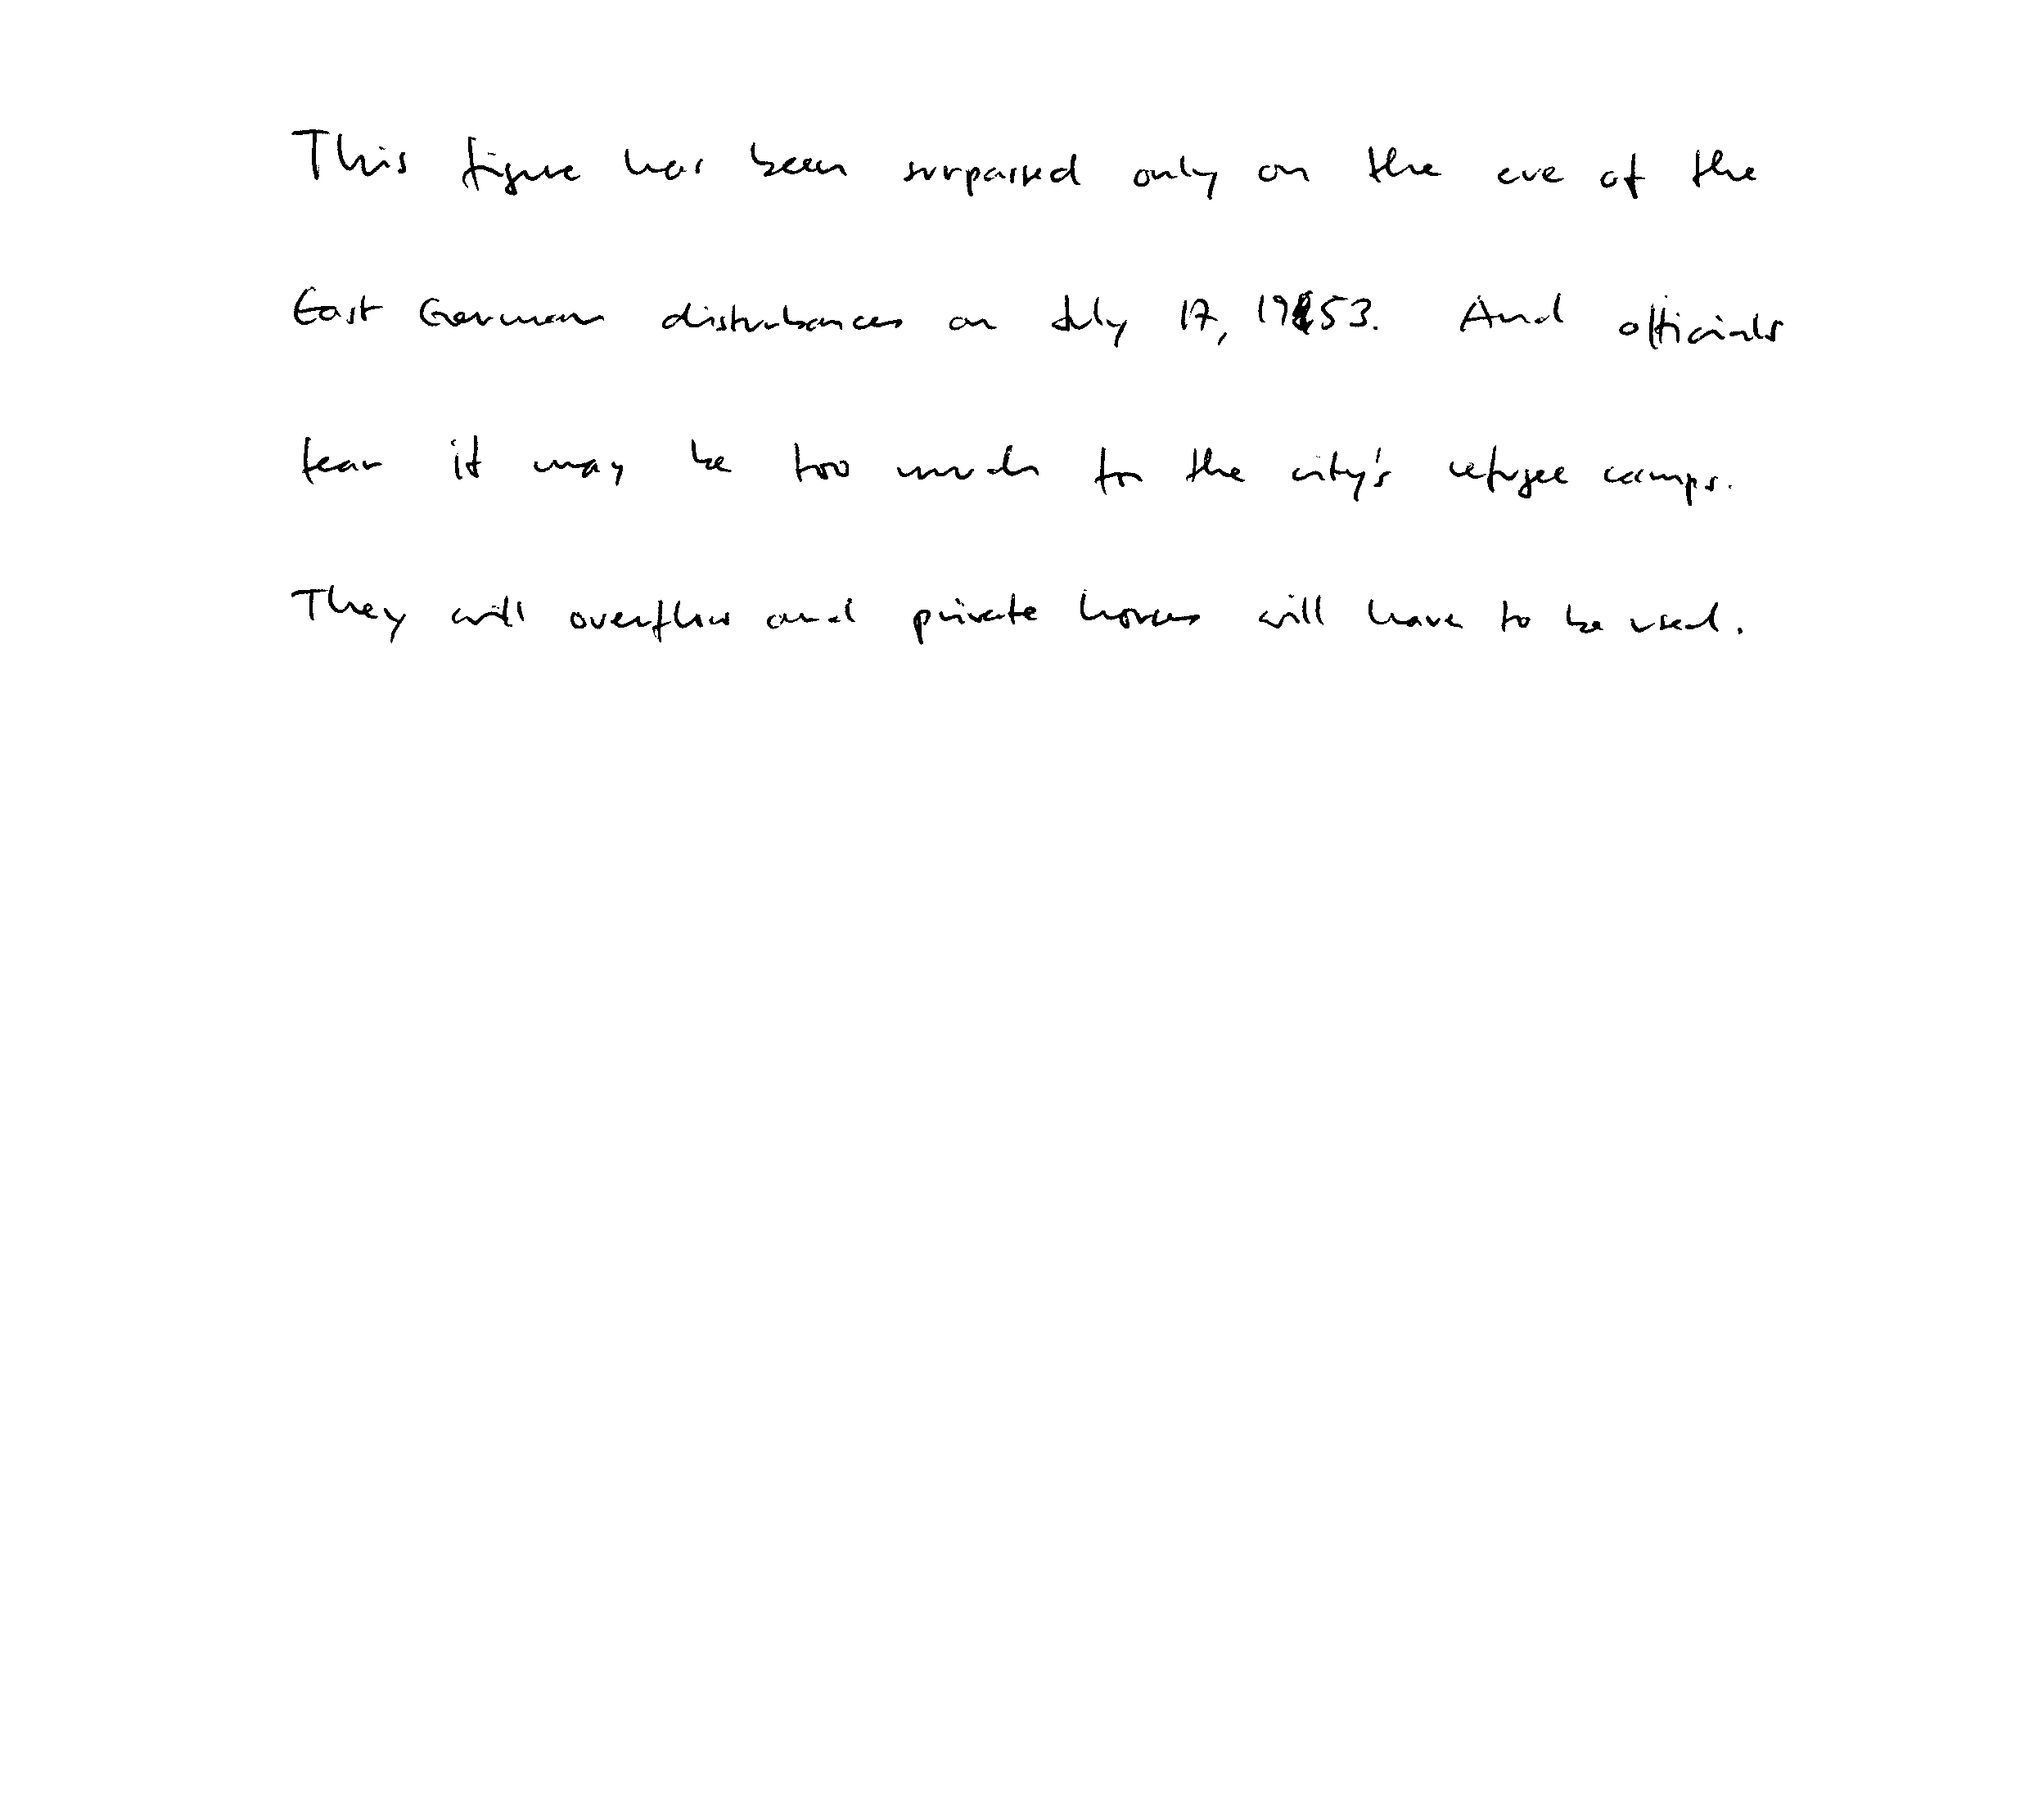 This figure has been surpassed only on the eve of the
East German disturbances on July 17, 1953. And officials
fear it may be too much for the city's refugee camps.
They will overflow and private homes will have to be used.